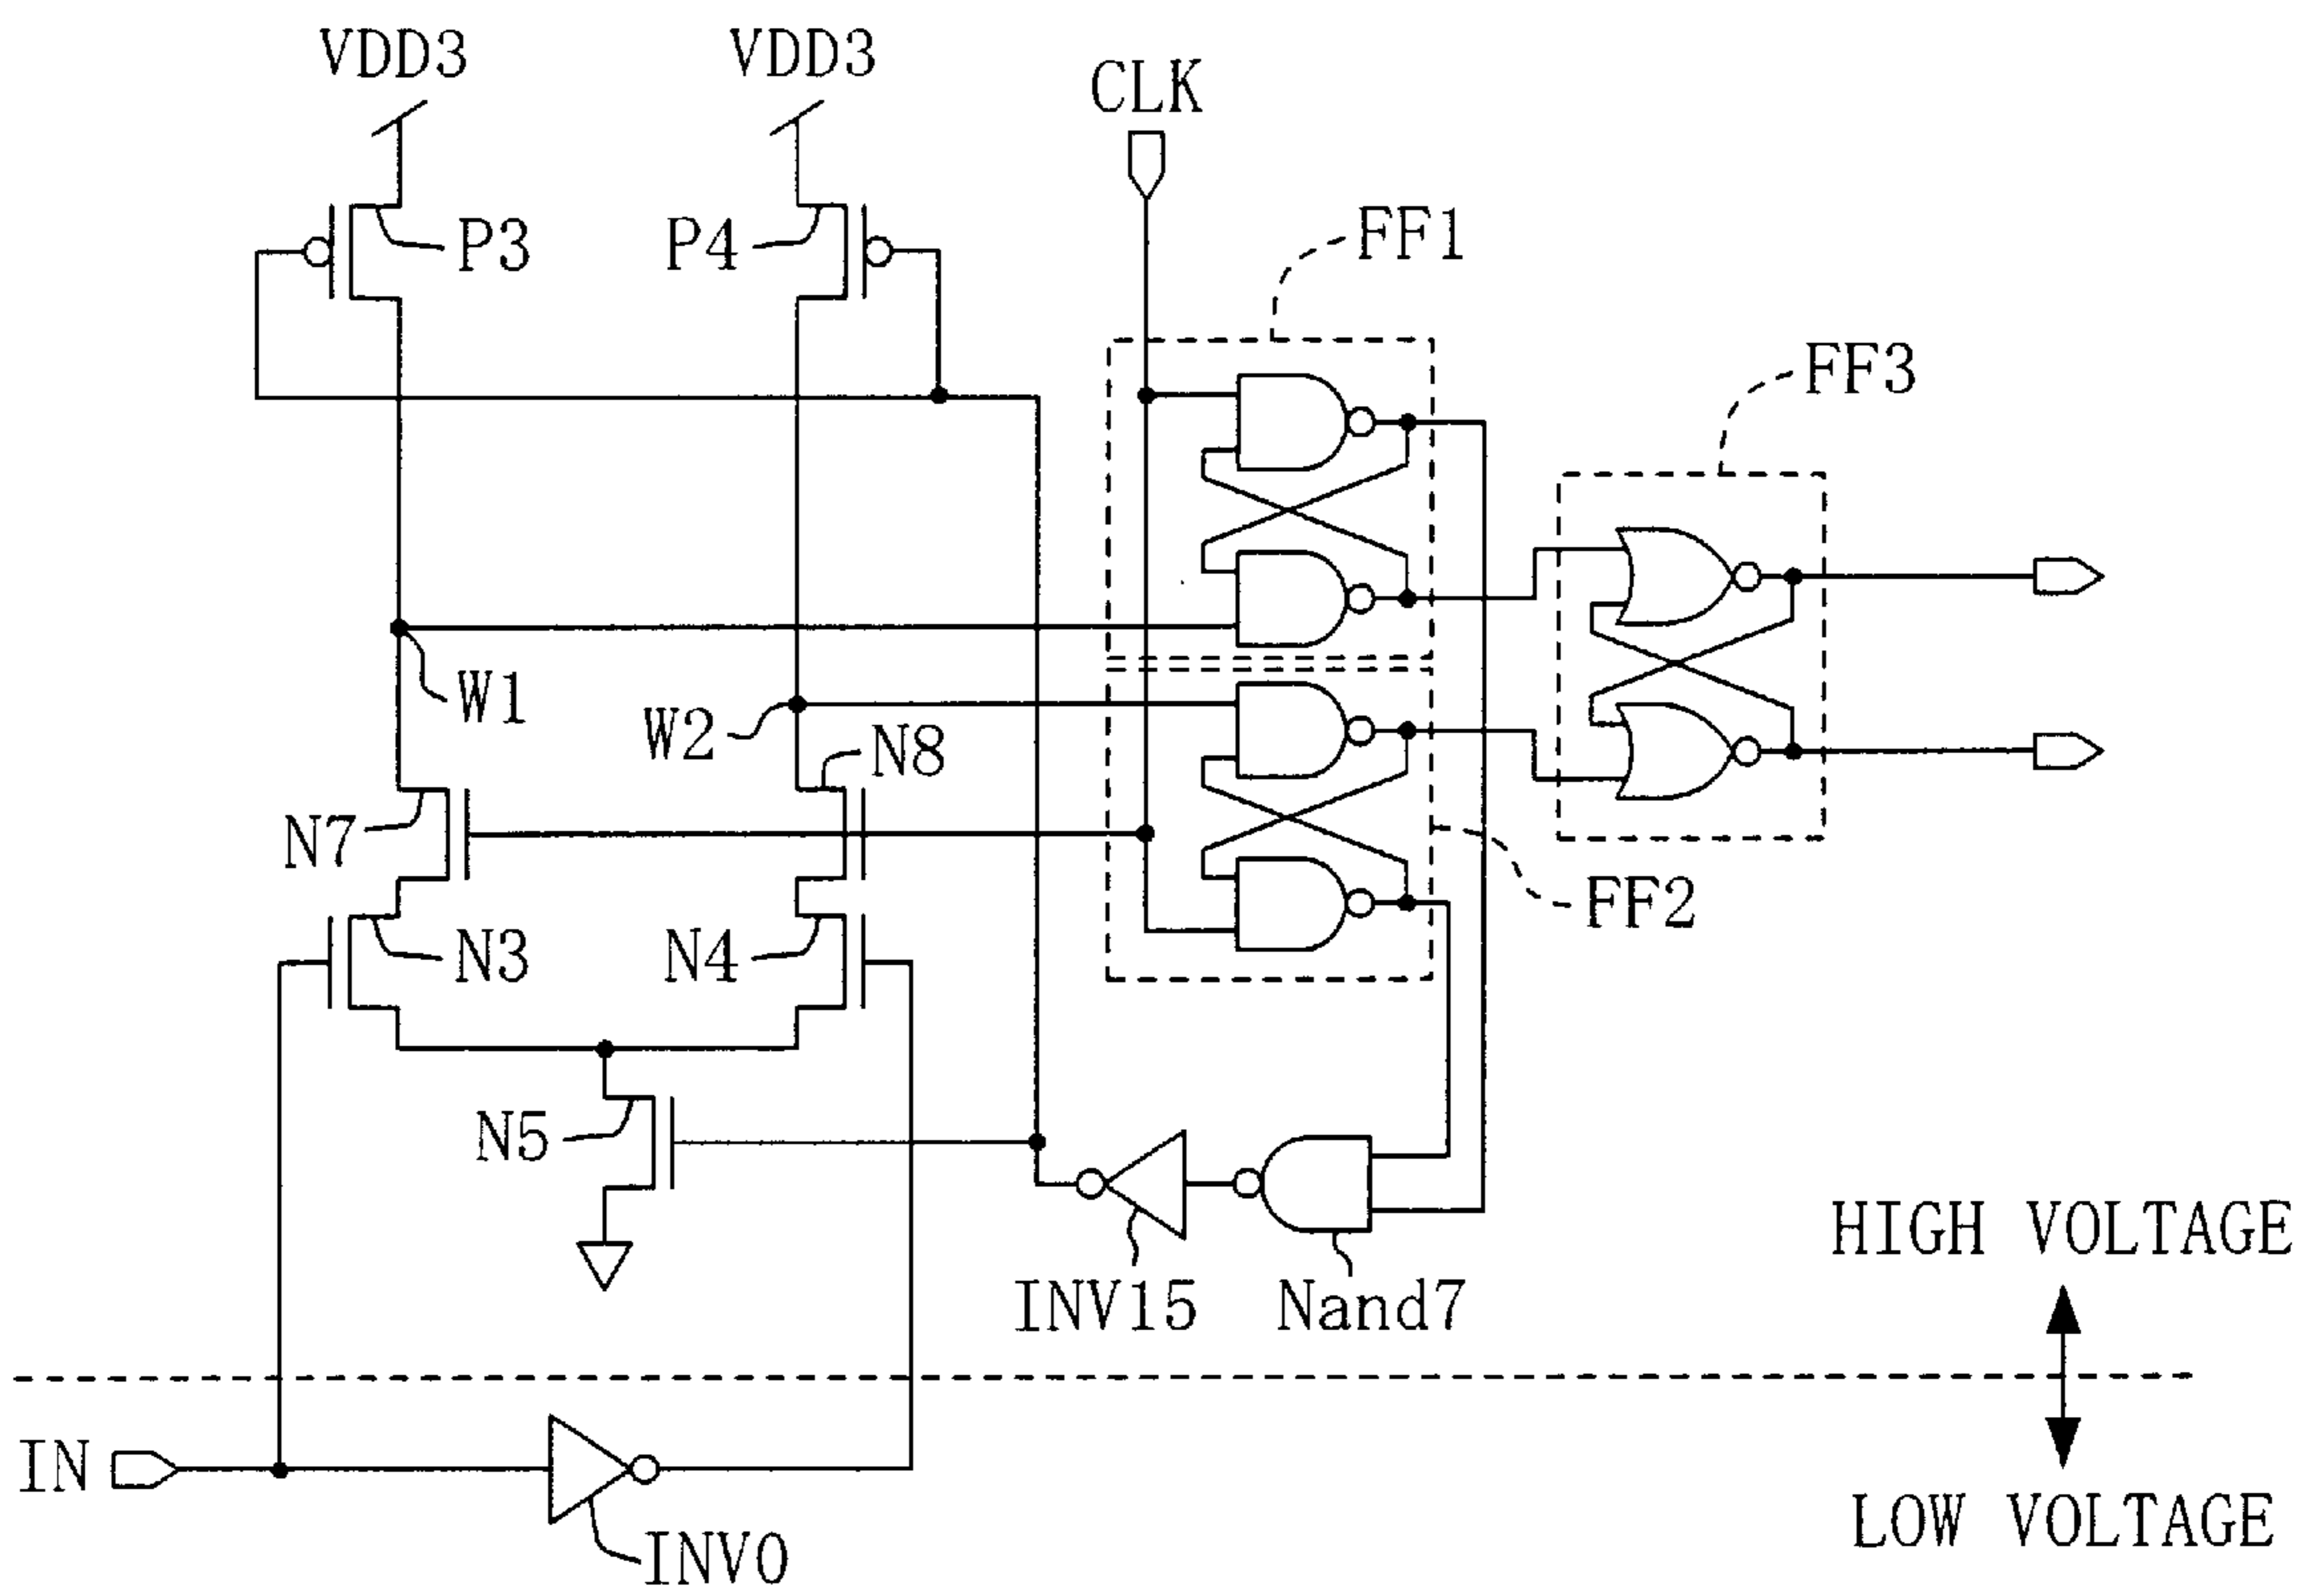 VDD3
VDD3
CLK
P3
P4
FF1
FF3
W1
W2
N8
N7
FF2
N3
N4
N5
INV15
Nand7
HIGH VOLTAGE
IN
INV0
LOW VOLTAGE